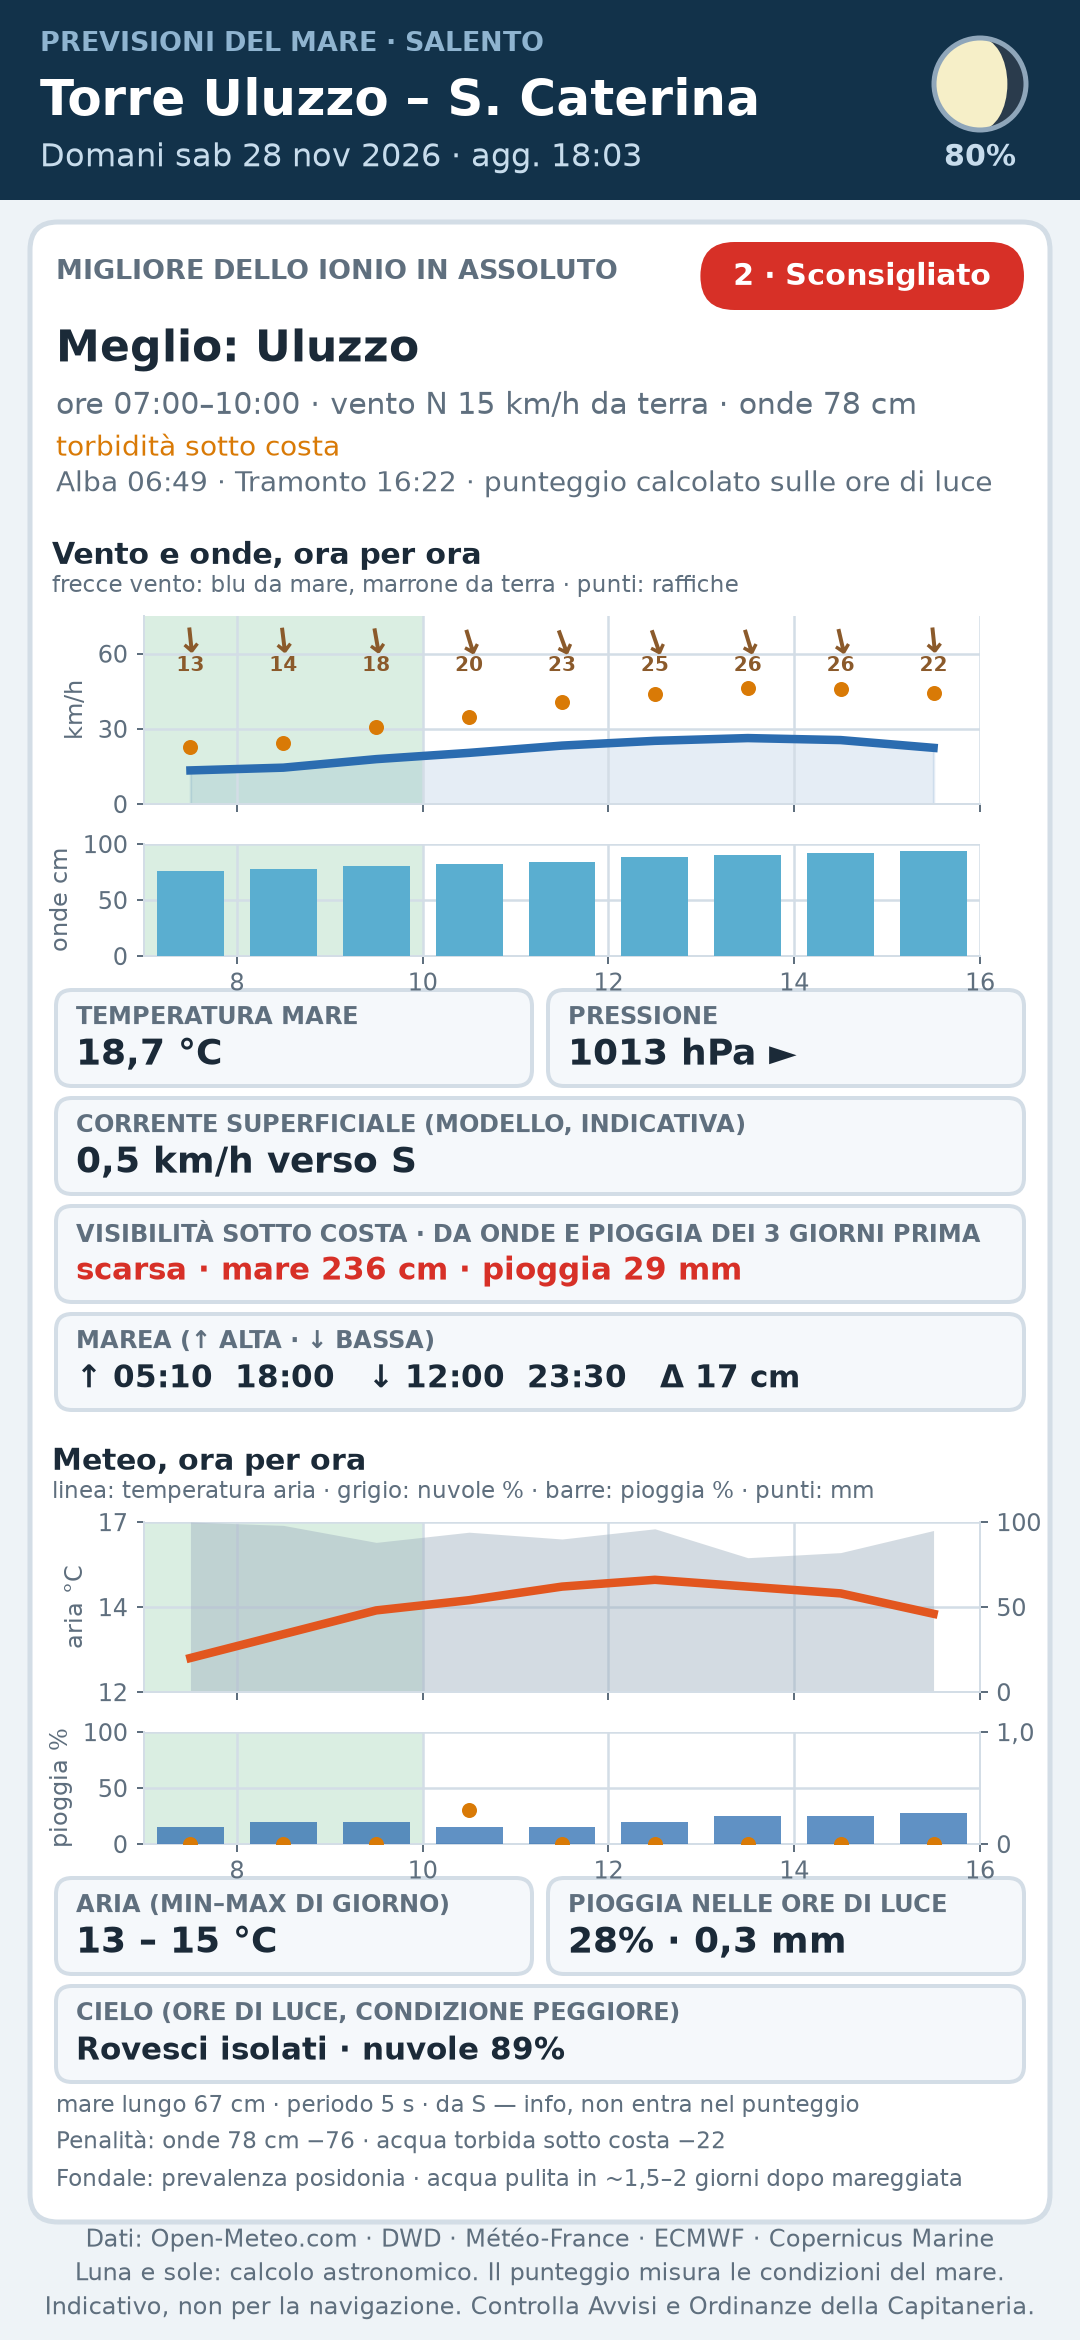 PREVISIONI DEL MARE · SALENTO
Torre Uluzzo – S. Caterina
Domani sab 28 nov 2026 · agg. 18:03
80%
MIGLIORE DELLO IONIO IN ASSOLUTO
2 · Sconsigliato
Meglio: Uluzzo
ore 07:00–10:00 · vento N 15 km/h da terra · onde 78 cm
torbidità sotto costa
Alba 06:49 · Tramonto 16:22 · punteggio calcolato sulle ore di luce
Vento e onde, ora per ora
frecce vento: blu da mare, marrone da terra · punti: raffiche
km/h
60
30
0
13 14 18 20 23 25 26 26 22
onde cm
100
50
0
8 10 12 14 16
TEMPERATURA MARE
18,7 °C
PRESSIONE
1013 hPa ►
CORRENTE SUPERFICIALE (MODELLO, INDICATIVA)
0,5 km/h verso S
VISIBILITÀ SOTTO COSTA · DA ONDE E PIOGGIA DEI 3 GIORNI PRIMA
scarsa · mare 236 cm · pioggia 29 mm
MAREA (↑ ALTA · ↓ BASSA)
↑ 05:10 18:00 ↓ 12:00 23:30 Δ 17 cm
Meteo, ora per ora
linea: temperatura aria · grigio: nuvole % · barre: pioggia % · punti: mm
aria °C
17
14
12
100
50
0
pioggia %
100
50
0
1,0
0
8 10 12 14 16
ARIA (MIN–MAX DI GIORNO)
13 – 15 °C
PIOGGIA NELLE ORE DI LUCE
28% · 0,3 mm
CIELO (ORE DI LUCE, CONDIZIONE PEGGIORE)
Rovesci isolati · nuvole 89%
mare lungo 67 cm · periodo 5 s · da S — info, non entra nel punteggio
Penalità: onde 78 cm −76 · acqua torbida sotto costa −22
Fondale: prevalenza posidonia · acqua pulita in ~1,5–2 giorni dopo mareggiata
Dati: Open-Meteo.com · DWD · Météo-France · ECMWF · Copernicus Marine
Luna e sole: calcolo astronomico. Il punteggio misura le condizioni del mare.
Indicativo, non per la navigazione. Controlla Avvisi e Ordinanze della Capitaneria.